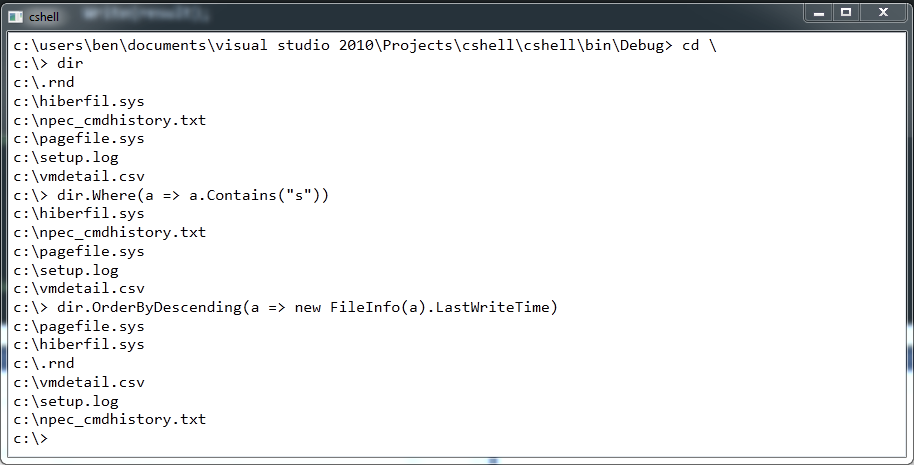 Write(result);
cshell
c:\users\ben\documents\visual studio 2010\Projects\cshell\cshell\bin\Debug> cd \
c:\> dir
c:\.rnd
c:\hiberfil.sys
c:\npec_cmdhistory.txt
c:\pagefile.sys
c:\setup.log
c:\vmdetail.csv
c:\> dir.Where(a => a.Contains("s"))
c:\hiberfil.sys
c:\npec_cmdhistory.txt
c:\pagefile.sys
c:\setup.log
c:\vmdetail.csv
c:\> dir.OrderByDescending(a => new FileInfo(a).LastWriteTime)
c:\pagefile.sys
c:\hiberfil.sys
c:\.rnd
c:\vmdetail.csv
c:\setup.log
c:\npec_cmdhistory.txt
c:\>